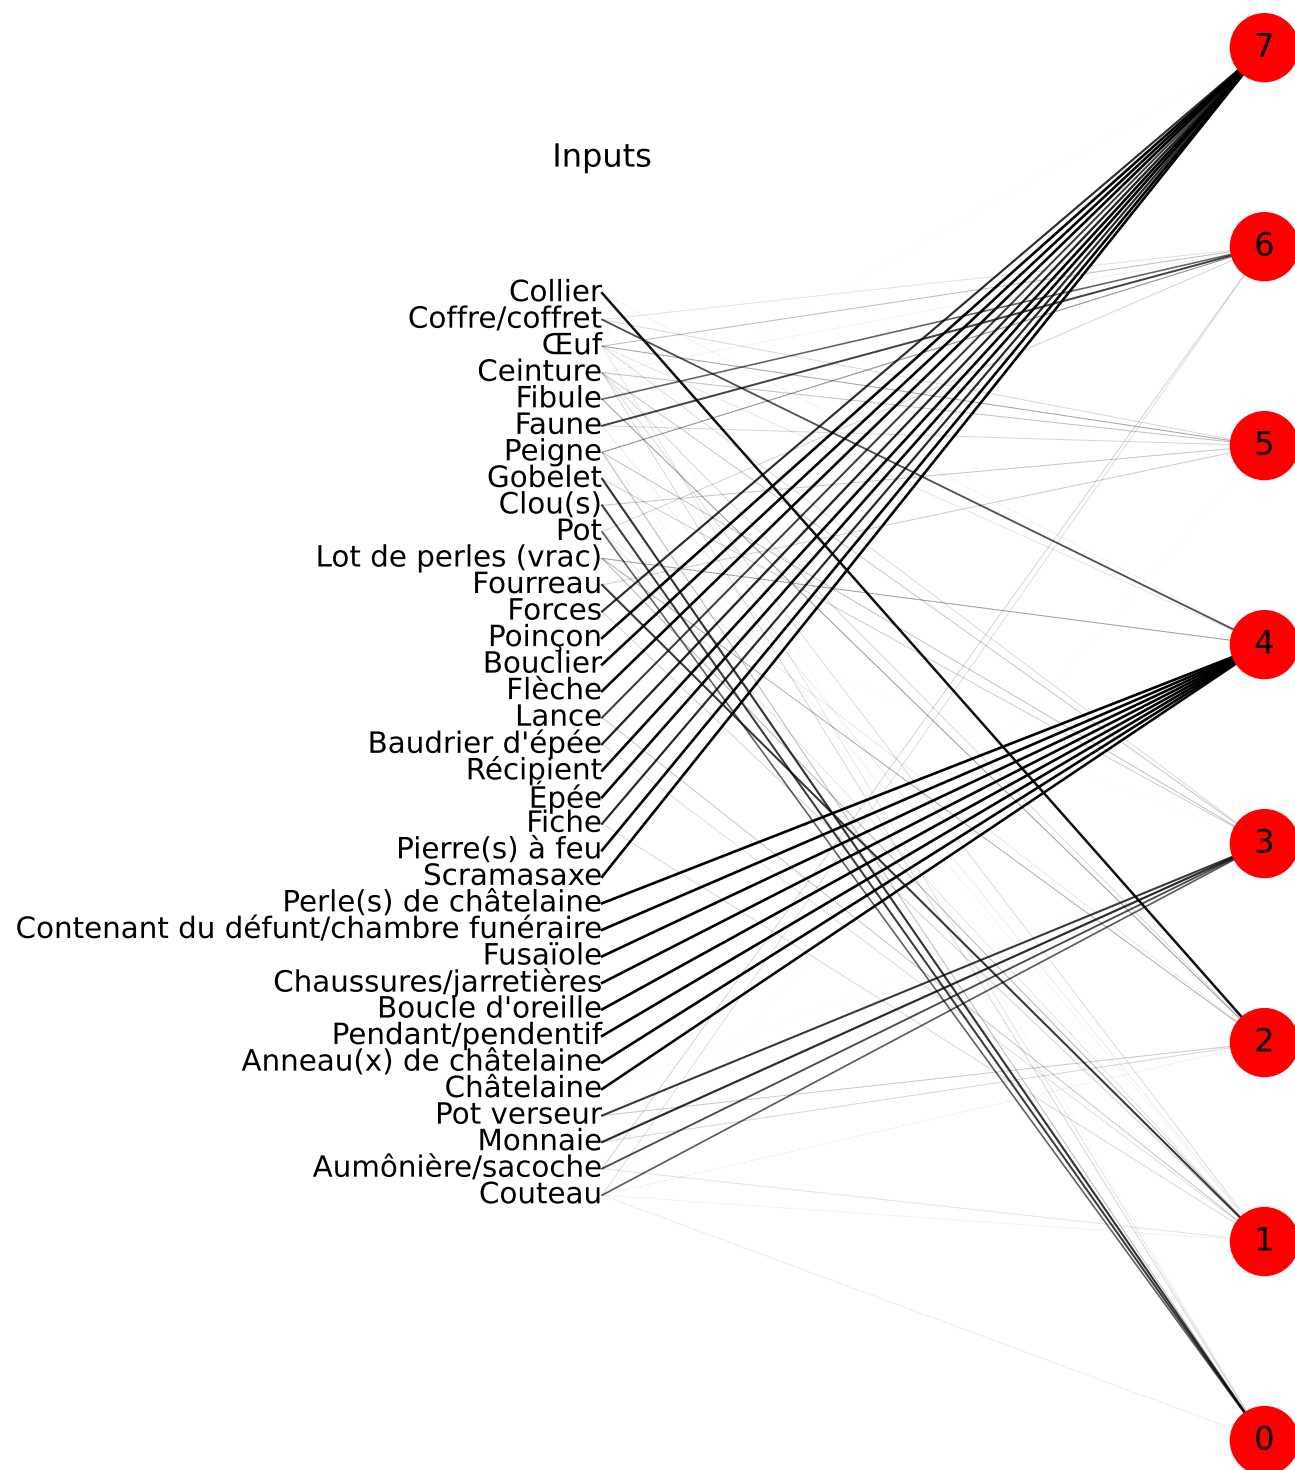 7
Inputs
6
Collier
Coffre/coffret
Œuf
Ceinture
Fibule
Faune
5
Peigne
Gobelet
Clou(s)
Pot
Lot de perles (vrac)
Fourreau
Forces
Poinçon
4
Bouclier
Flèche
Lance
Baudrier d'épée
Récipient
Épée
Fiche
3
Pierre(s) à feu
Scramasaxe
Perle(s) de châtelaine
Contenant du défunt/chambre funéraire
Fusaïole
Chaussures/jarretières
Boucle d'oreille
Pendant/pendentif
2
Anneau(x) de châtelaine
Châtelaine
Pot verseur
Monnaie
Aumônière/sacoche
Couteau
1
0